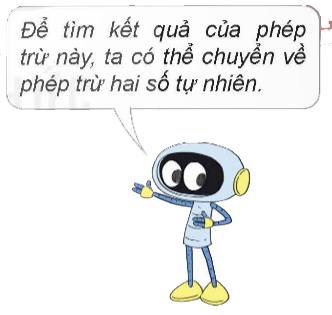 Để tìm kết quả của phép
trừ này, ta có thể chuyển về
phép trừ hai số tự nhiên.